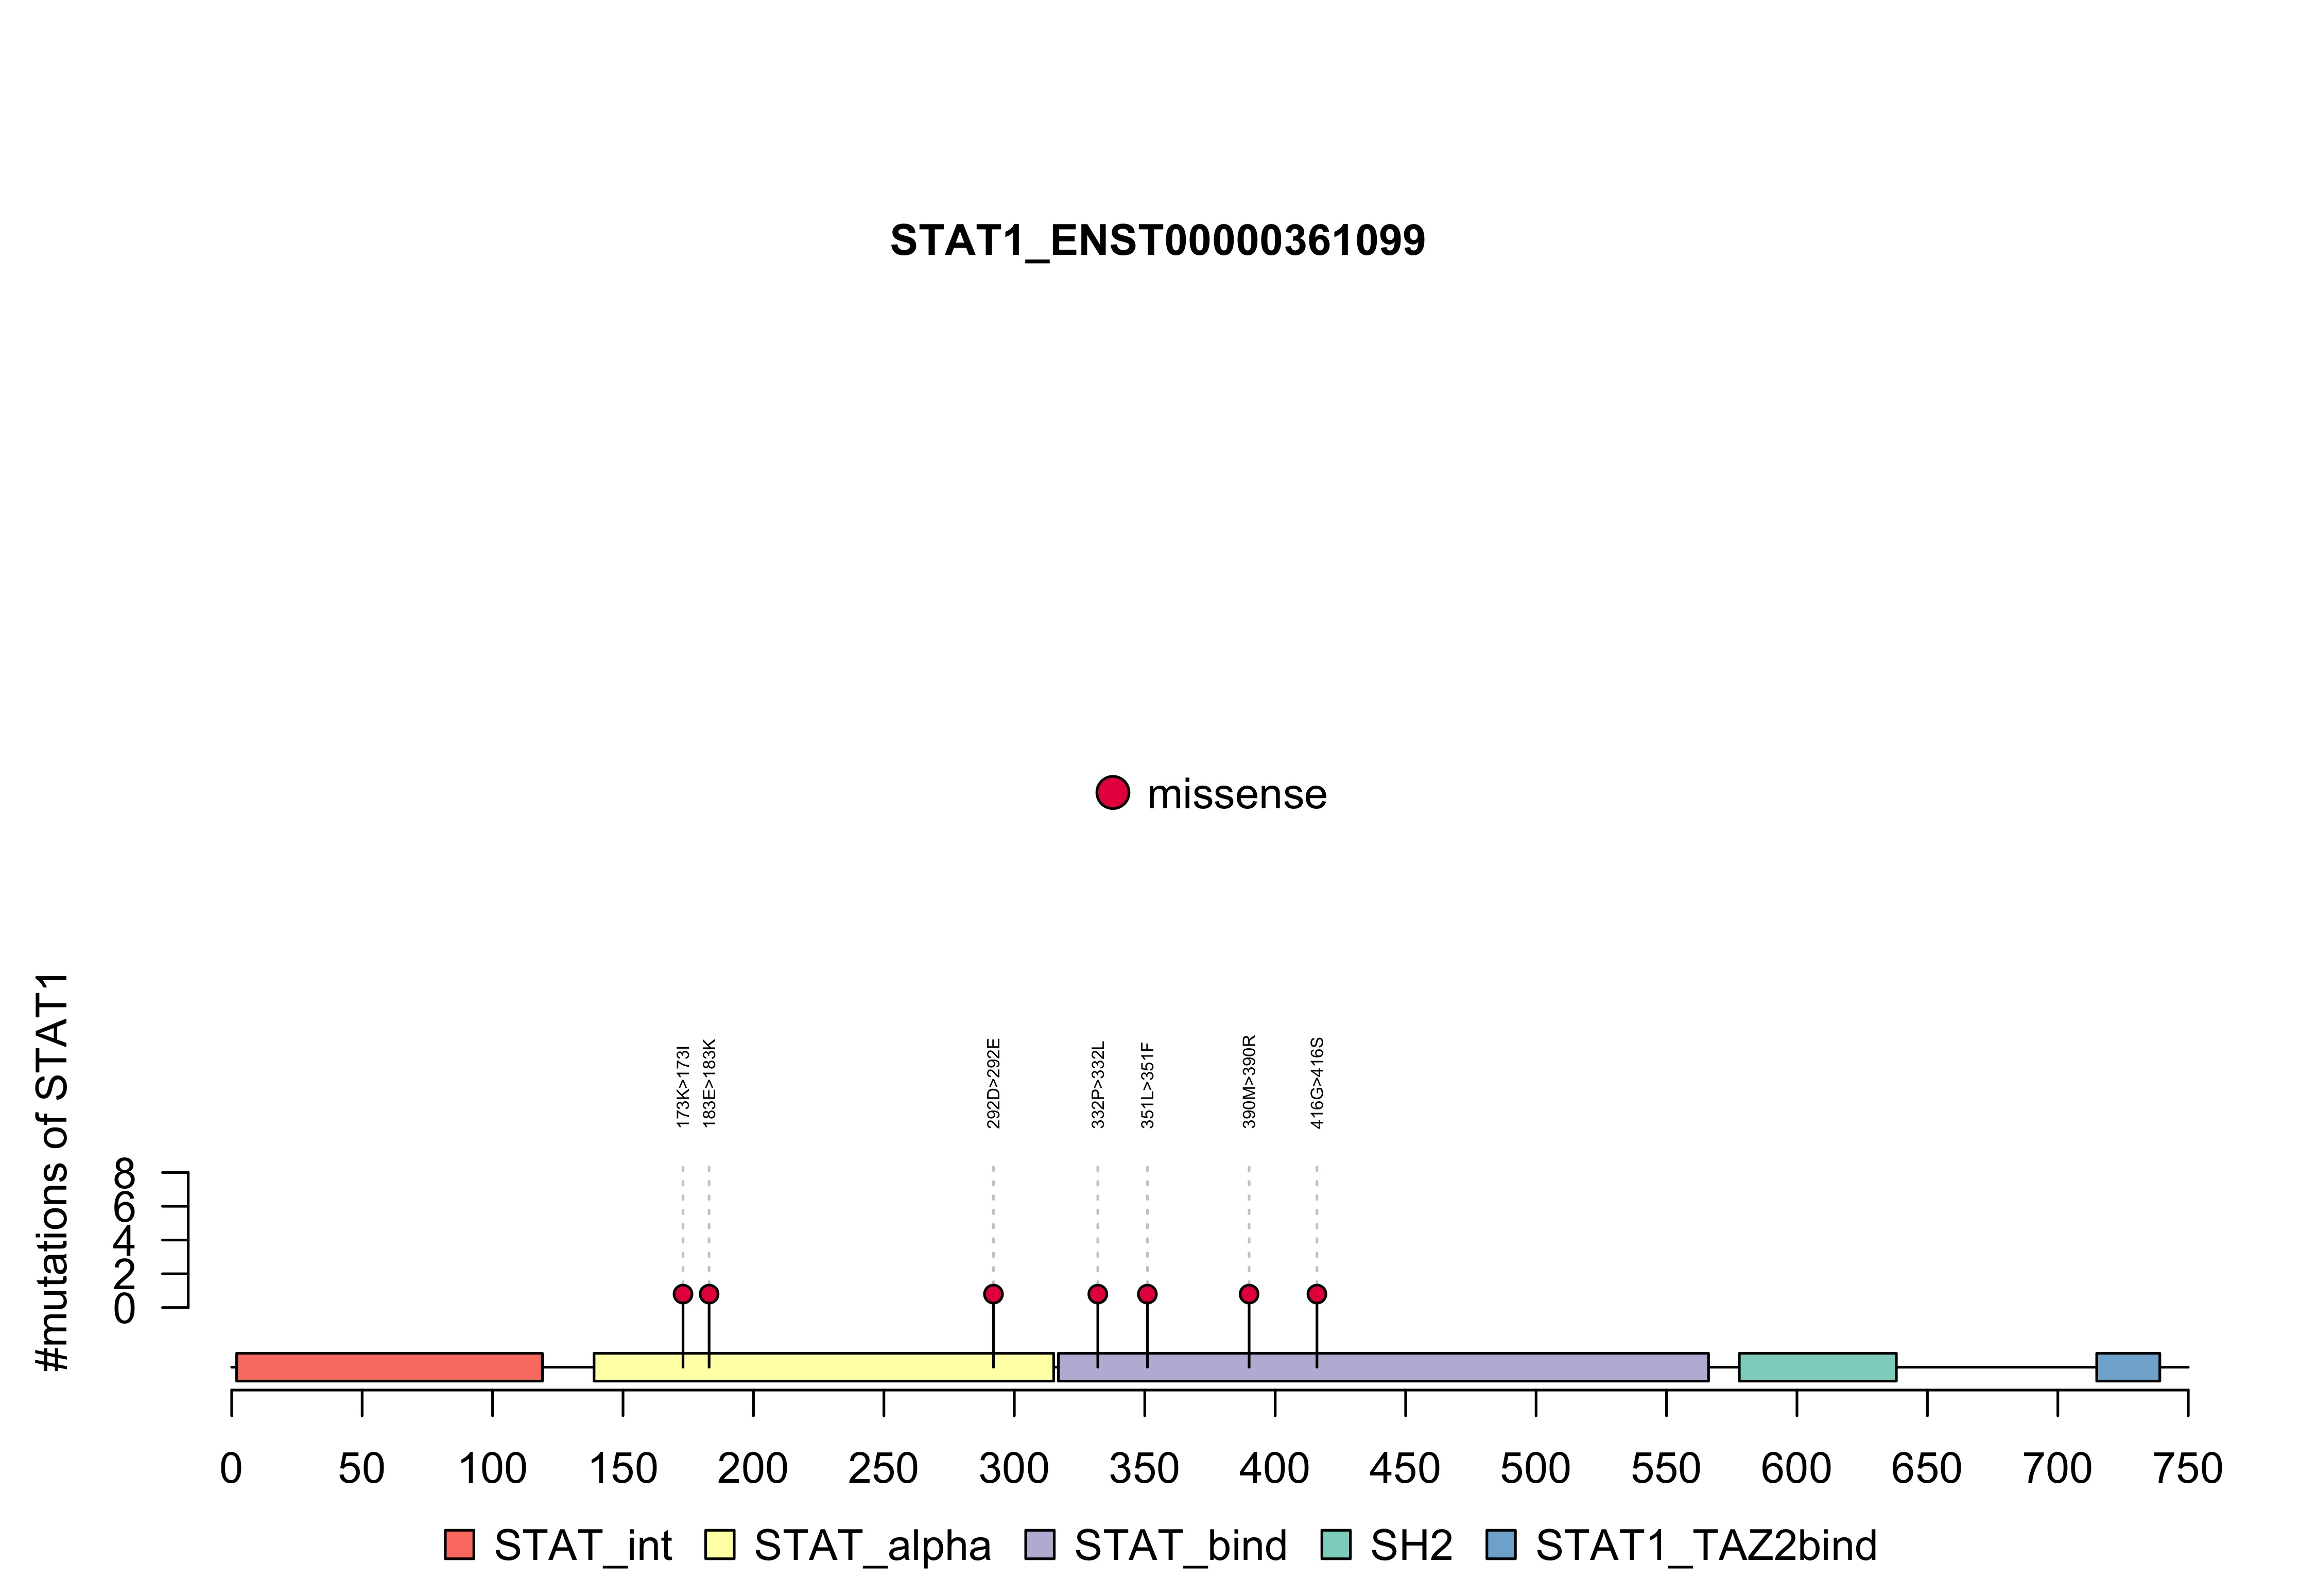 STAT1_ENST00000361099
missense
#mutations of STAT1
173K>173I
183E>183K
292D>292E
332P>332L
351L>351F
390M>390R
416G>416S
8
6
4
2
0
0 50 100 150 200 250 300 350 400 450 500 550 600 650 700 750
STAT_int STAT_alpha STAT_bind SH2 STAT1_TAZ2bind